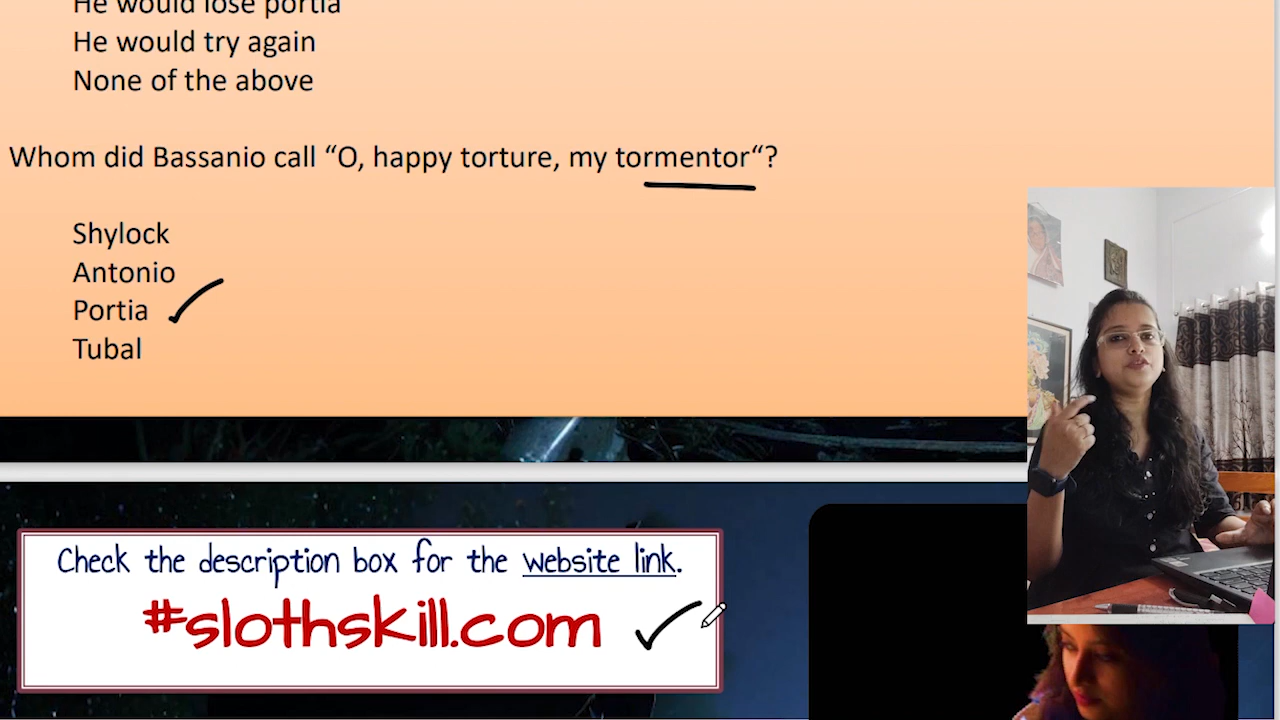 He would lose portia
He would try again
None of the above
Whom did Bassanio call “O, happy torture, my tormentor“?
Shylock
Antonio
Portia
Tubal
Check the description box for the website link.
#slothskill.com